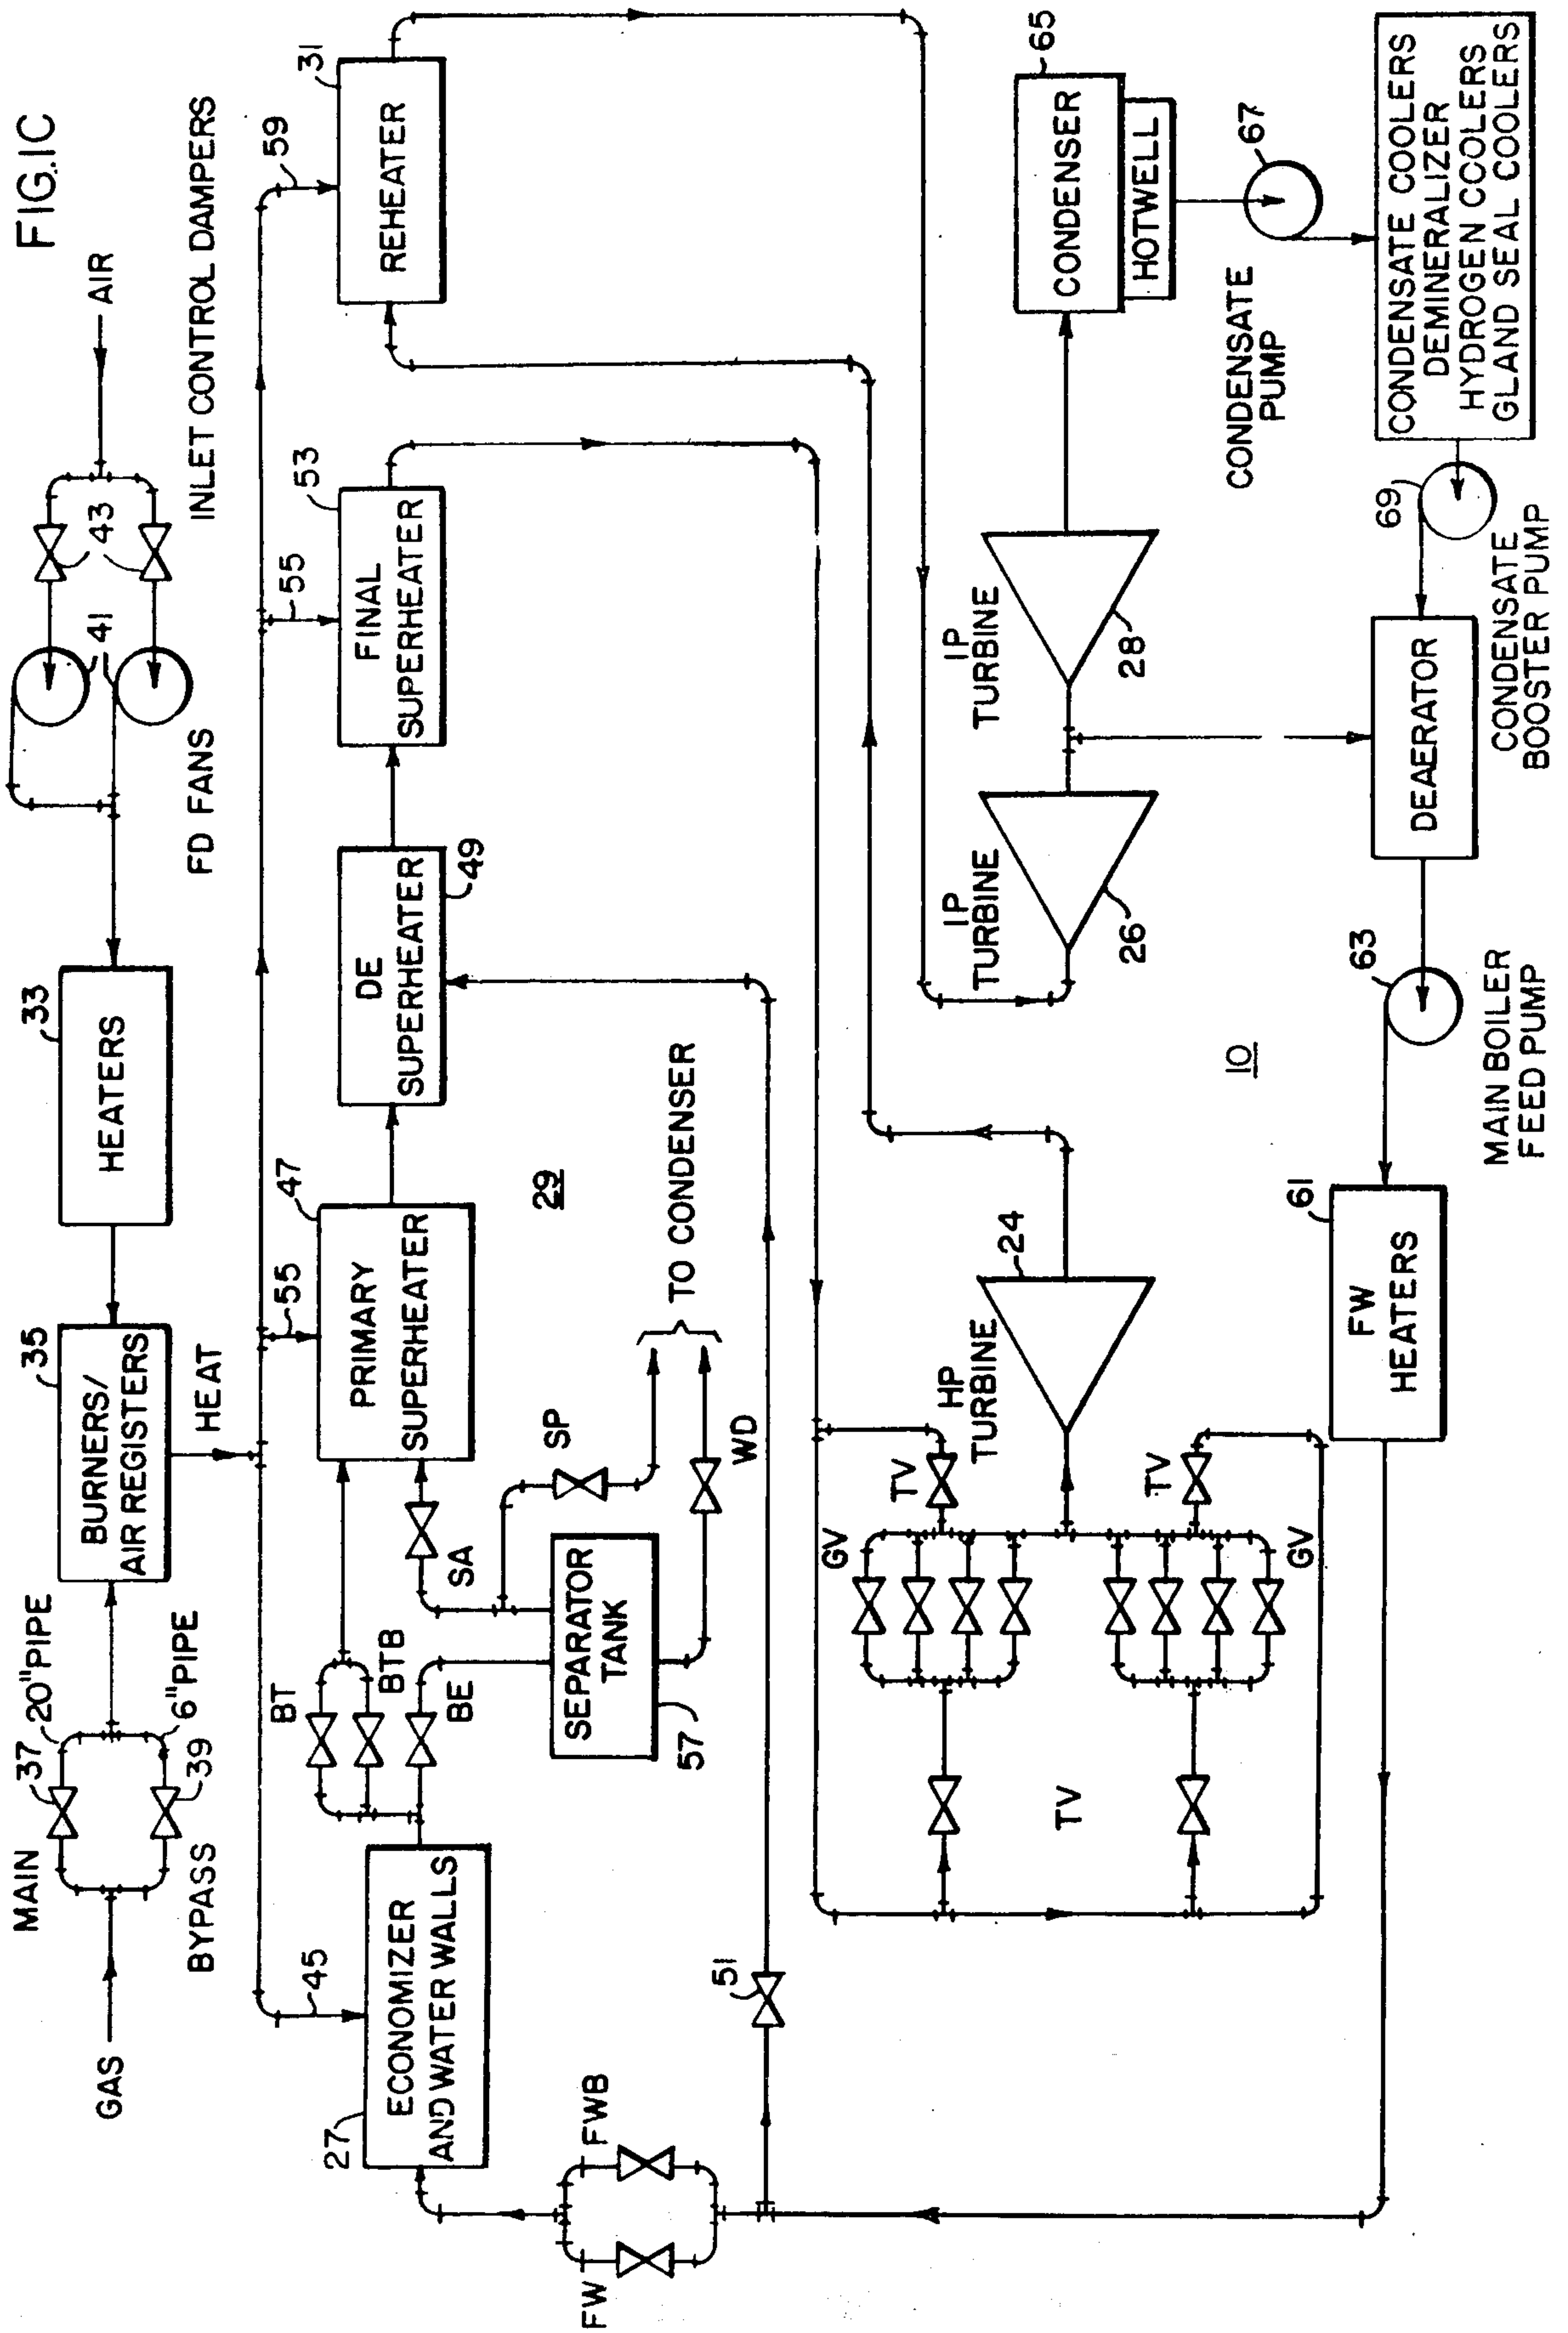 FIG.1C
GAS
MAIN
37
20"PIPE
BYPASS
39
6"PIPE
35
BURNERS/
AIR REGISTERS
HEAT
33
HEATERS
FD FANS
41
43
AIR
INLET CONTROL DAMPERS
45
55
55
59
27
ECONOMIZER
AND WATER WALLS
BT
BTB
BE
SA
47
PRIMARY
SUPERHEATER
DE
SUPERHEATER
49
FINAL
SUPERHEATER
53
REHEATER
31
SEPARATOR
TANK
57
SP
WD
TO CONDENSER
29
FW
FWB
51
GV
TV
TV
TV
GV
HP
TURBINE
24
IP
TURBINE
26
IP
TURBINE
28
CONDENSER
65
HOTWELL
CONDENSATE
PUMP
67
10
FW
HEATERS
61
63
MAIN BOILER
FEED PUMP
DEAERATOR
69
CONDENSATE
BOOSTER PUMP
CONDENSATE COOLERS
DEMINERALIZER
HYDROGEN COOLERS
GLAND SEAL COOLERS